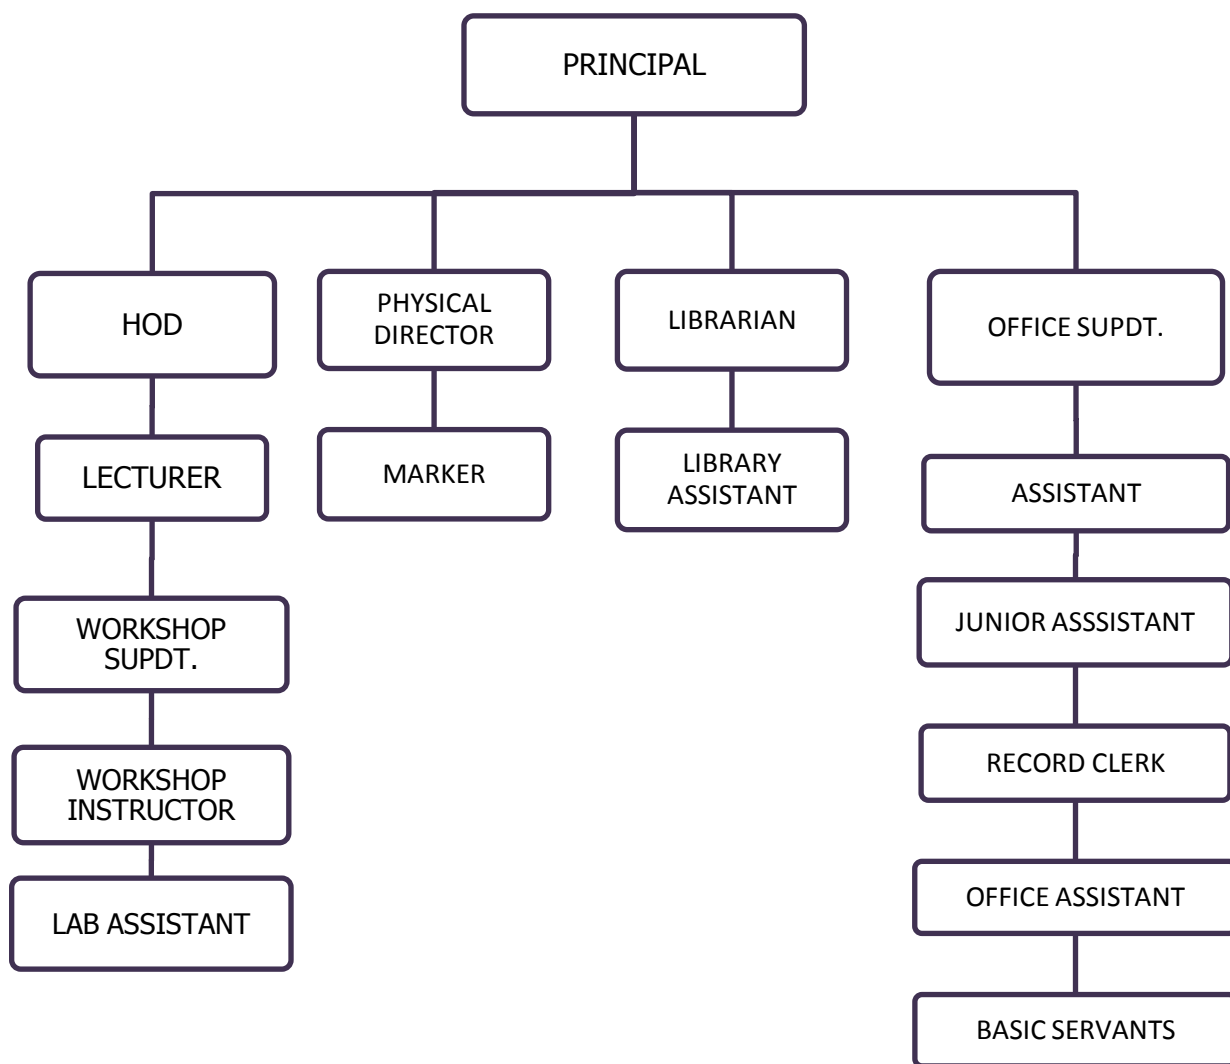 PRINCIPAL
HOD
PHYSICAL
DIRECTOR
LIBRARIAN
OFFICE SUPDT.
LECTURER
MARKER
LIBRARY
ASSISTANT
ASSISTANT
WORKSHOP
SUPDT.
JUNIOR ASSSISTANT
WORKSHOP
INSTRUCTOR
RECORD CLERK
LAB ASSISTANT
OFFICE ASSISTANT
BASIC SERVANTS